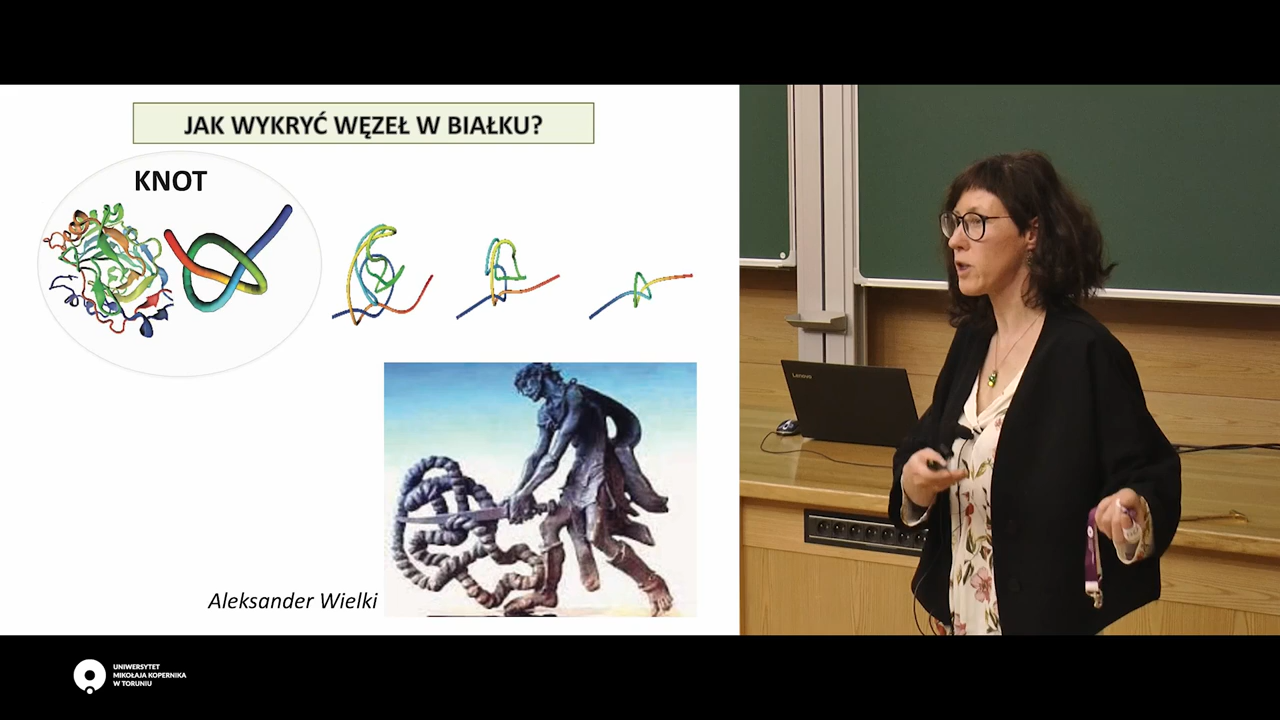 JAK WYKRYĆ WĘZEŁ W BIAŁKU?
KNOT
Aleksander Wielki
Lenovo
UNIWERSYTET
MIKOŁAJA KOPERNIKA
W TORUNIU